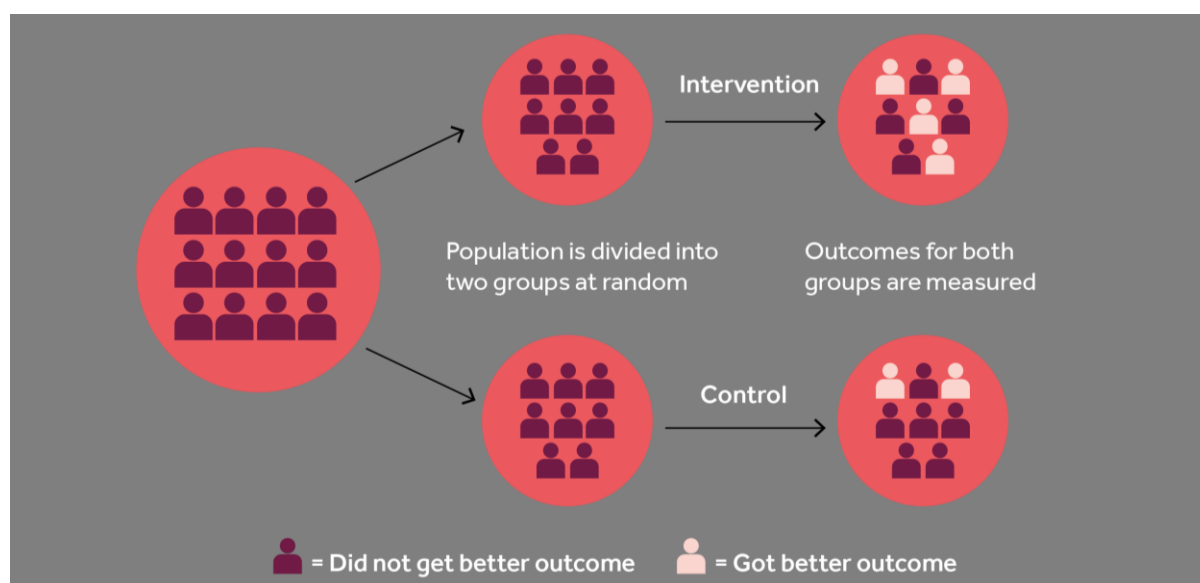 Intervention
Population is divided into
two groups at random
Outcomes for both
groups are measured
Control
= Did not get better outcome
= Got better outcome